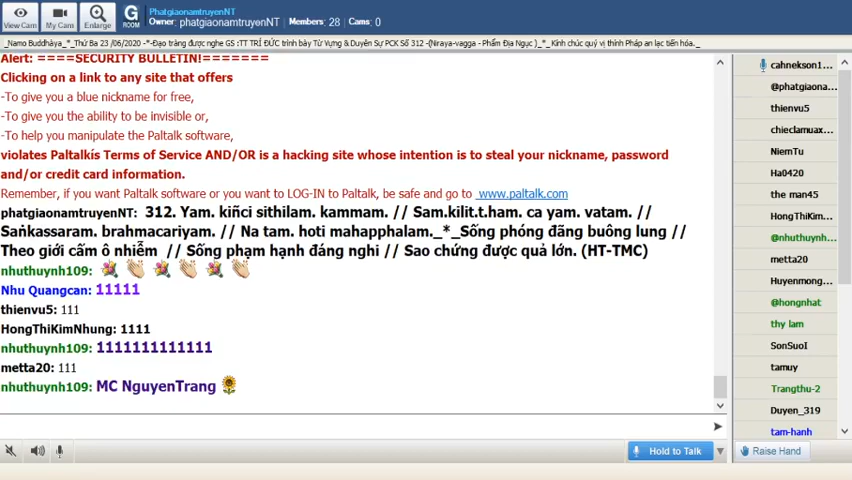 PhatgiaonamtruyenNT
Owner: phatgiaonamtruyenNT Members: 28 Cams: 0
View Cam
My Cam
Enlarge
G
ROOM
_Namo Buddhāya_*_Thứ Ba 23 /06/2020 -*-Đạo tràng được nghe GS :TT TRÍ ĐỨC trình bày Từ Vựng &Duyên Sự PCK Số 312 -(Niraya-vagga - Phẩm Địa Ngục )_*_ Kính chúc quý vị thính Pháp an lạc tiến hóa._
Alert: ====SECURITY BULLETIN!=======
Clicking on a link to any site that offers
-To give you a blue nickname for free,
-To give you the ability to be invisible or,
-To help you manipulate the Paltalk software,
violates Paltalkís Terms of Service AND/OR is a hacking site whose intention is to steal your nickname, password
and/or credit card information.
Remember, if you want Paltalk software or you want to LOG-IN to Paltalk, be safe and go to www.paltalk.com
phatgiaonamtruyenNT: 312. Yam. kiñci sithilam. kammam. // Sam.kilit.t.ham. ca yam. vatam. //
Saṅkassaram. brahmacariyam. // Na tam. hoti mahapphalam._*_Sống phóng đãng buông lung //
Theo giới cấm ô nhiễm // Sống phạm hạnh đáng nghi // Sao chứng được quả lớn. (HT-TMC)
nhuthuynh109:
Nhu Quangcan: 11111
thienvu5: 111
HongThiKimNhung: 1111
nhuthuynh109: 1111111111111
metta20: 111
nhuthuynh109: MC NguyenTrang
cahnekson1...
@phatgiaona...
thienvu5
chieclamuax...
NiemTu
Ha0420
the man45
HongThiKim...
@nhuthuynh...
metta20
Huyenmong...
@hongnhat
thy lam
SonSuoI
tamuy
Trangthu-2
Duyen_319
tam-hanh
Hold to Talk
Raise Hand